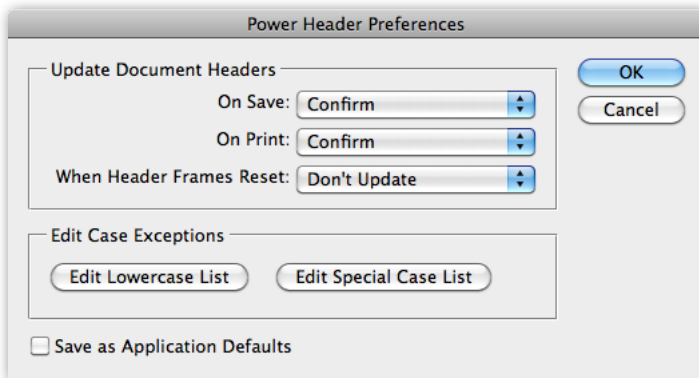 Power Header Preferences
Update Document Headers
On Save: Confirm
On Print: Confirm
When Header Frames Reset: Don't Update
OK
Cancel
Edit Case Exceptions
Edit Lowercase List Edit Special Case List
Save as Application Defaults